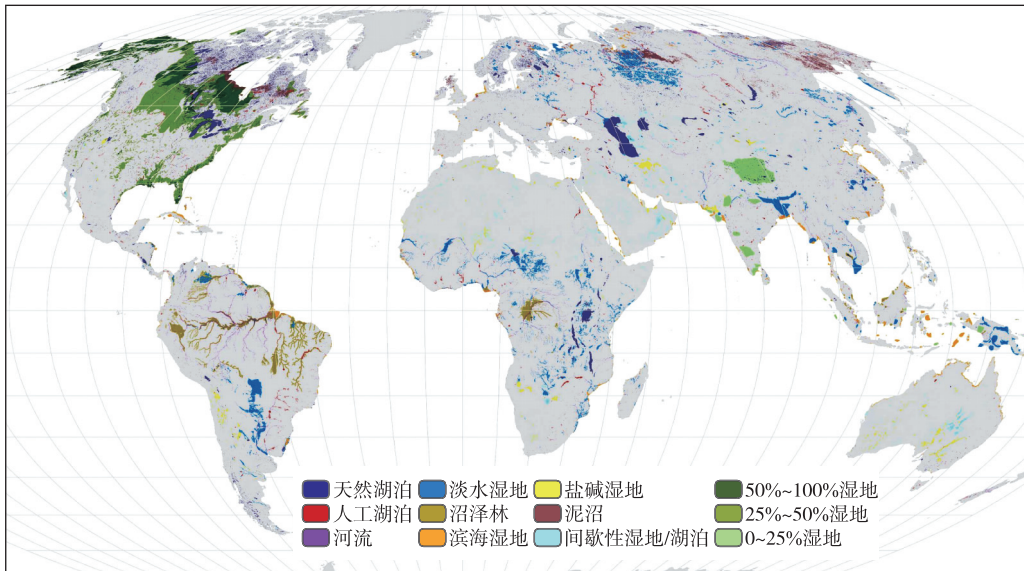 天然湖泊 淡水湿地 盐碱湿地 50%~100%湿地
人工湖泊 沼泽林 泥沼 25%~50%湿地
河流 滨海湿地 间歇性湿地/湖泊 0~25%湿地